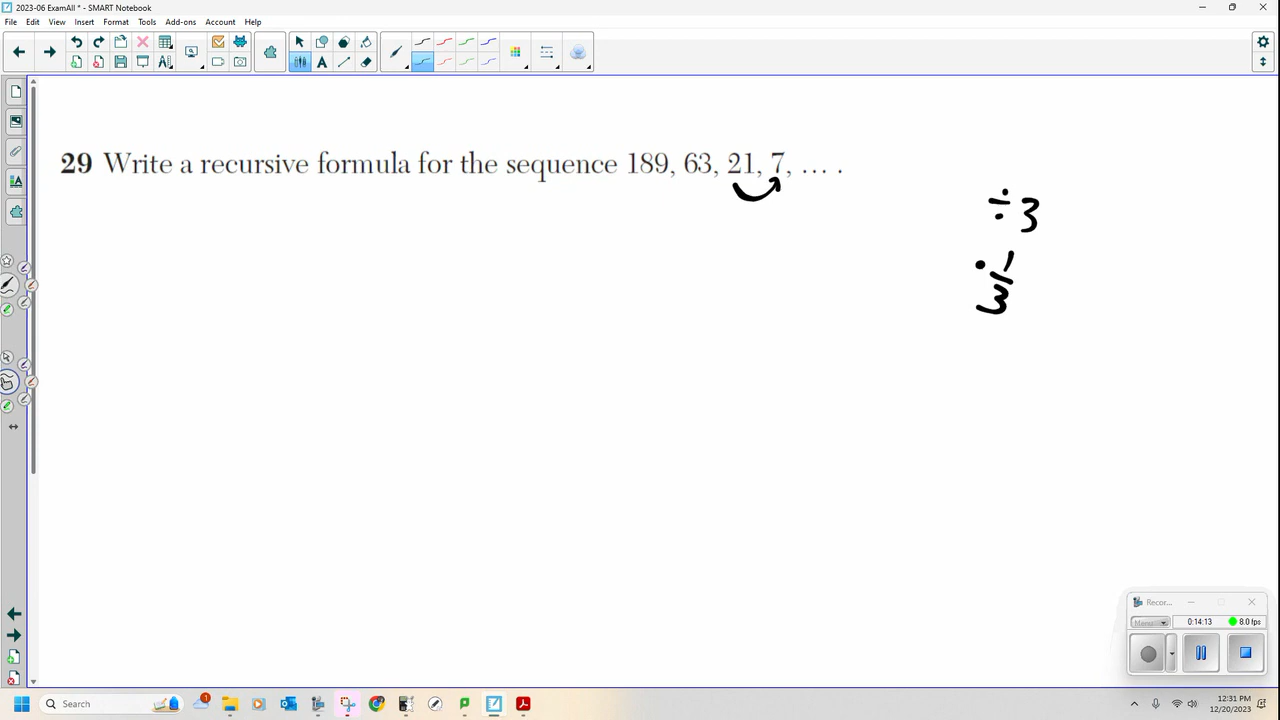 2023-06 ExamAll * - SMART Notebook
File Edit View Insert Format Tools Add-ons Account Help
29 Write a recursive formula for the sequence 189, 63, 21, 7, … .
÷ 3
· 1/3
Recor...
0:14:13 8.0 fps
Search
1
12:31 PM
12/20/2023